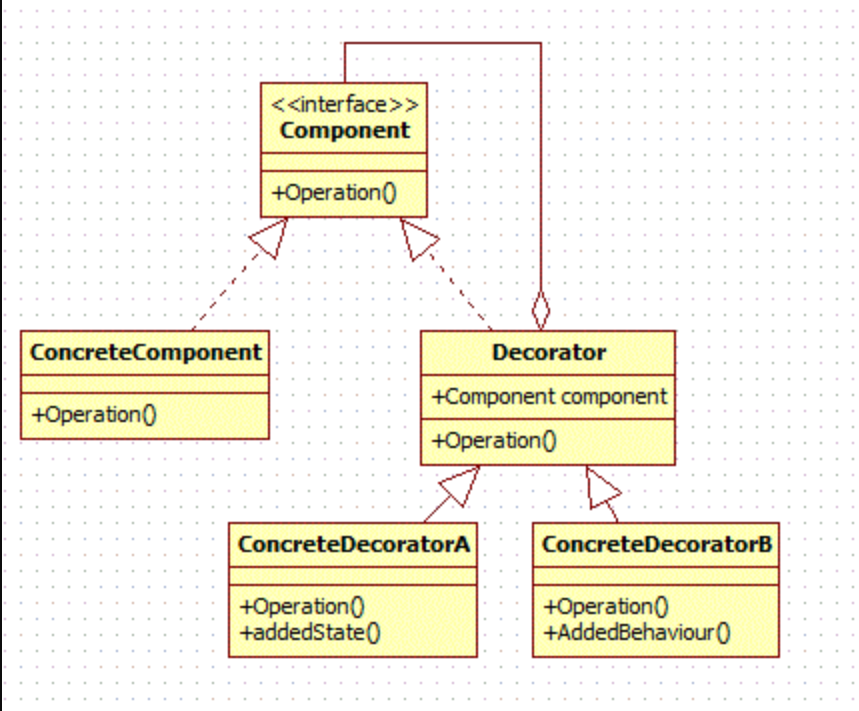 <<interface>>
Component
+Operation()
ConcreteComponent
+Operation()
Decorator
+Component component
+Operation()
ConcreteDecoratorA
+Operation()
+addedState()
ConcreteDecoratorB
+Operation()
+AddedBehaviour()